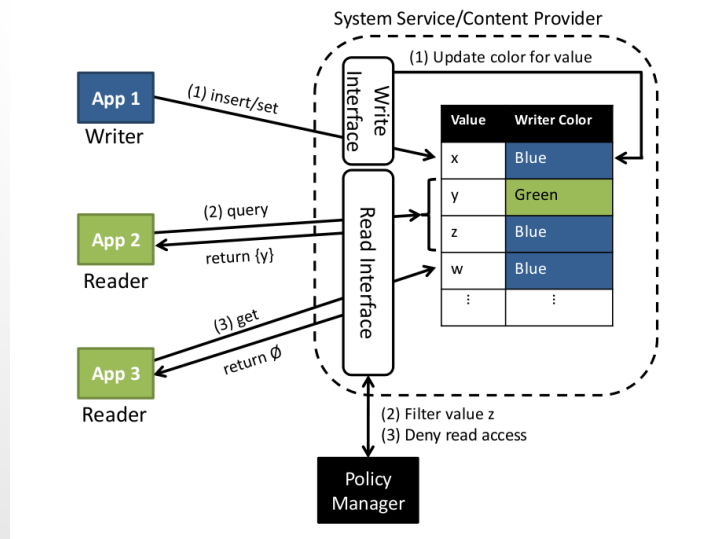 System Service/Content Provider
(1) Update color for value
App 1
Writer
(1) insert/set
Write
Interface
Value Writer Color
x Blue
y Green
z Blue
w Blue
⋮ ⋮
(2) query
App 2
return {y}
Reader
Read Interface
(3) get
App 3
return Ø
Reader
(2) Filter value z
(3) Deny read access
Policy
Manager